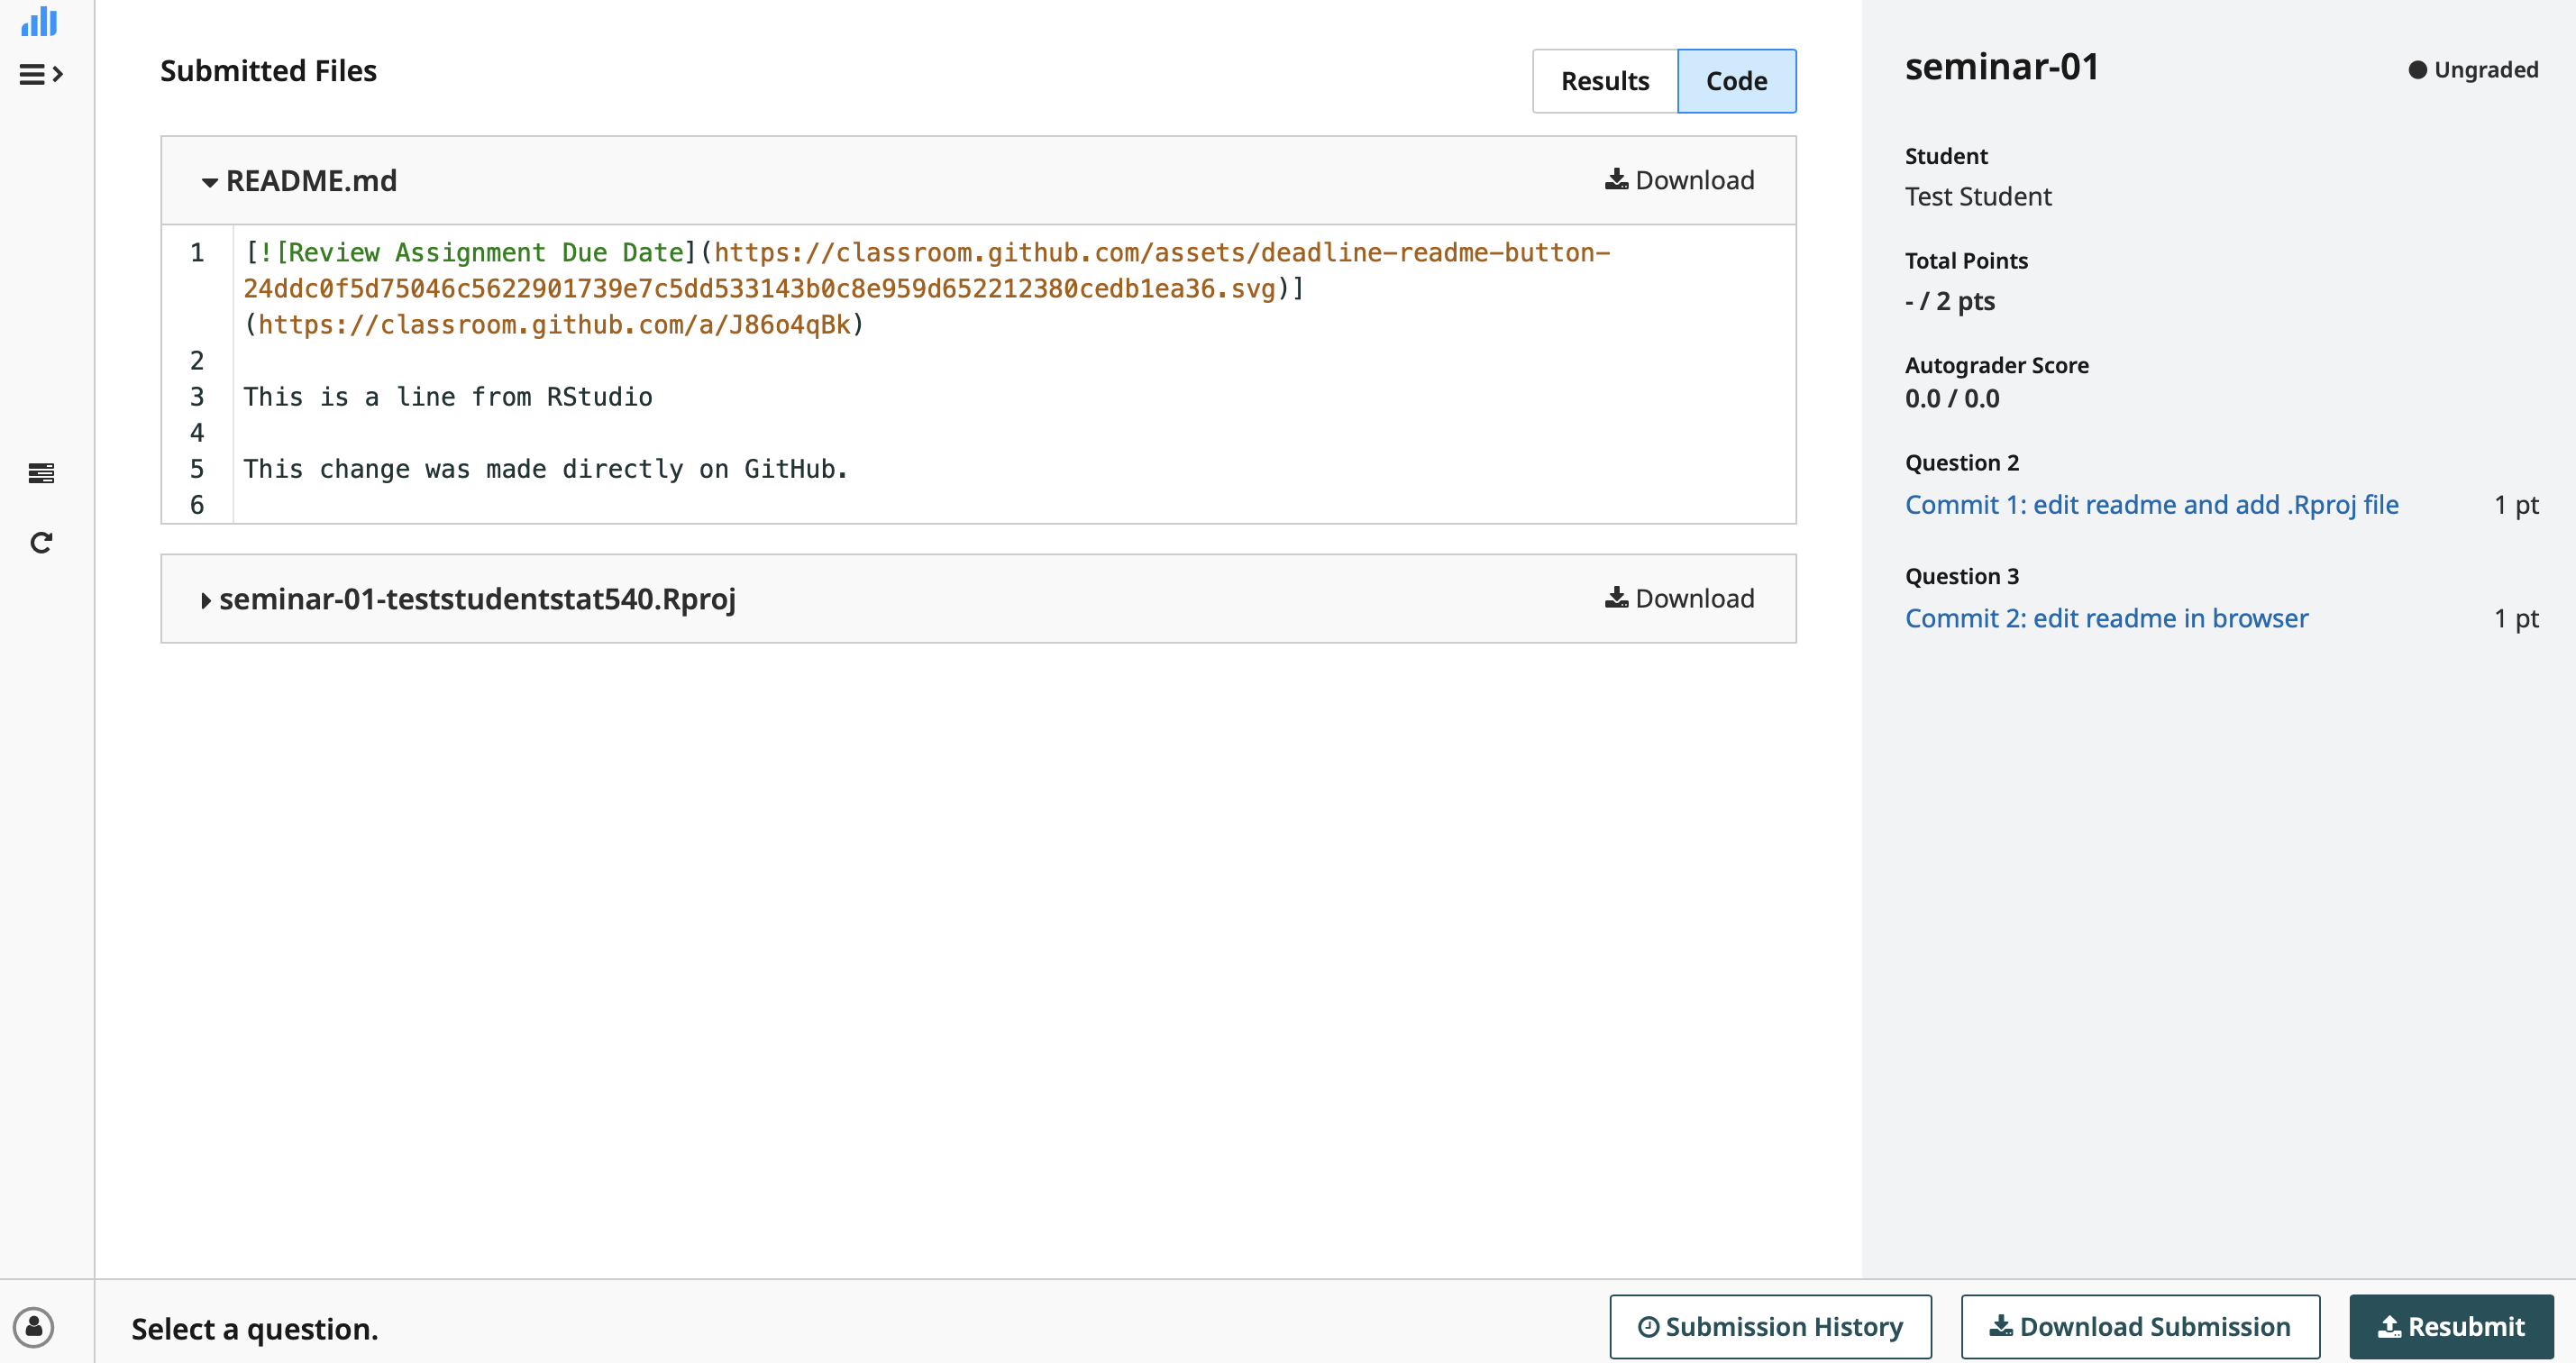 Submitted Files
Results
Code
README.md
Download
1 [![Review Assignment Due Date](https://classroom.github.com/assets/deadline-readme-button-
24ddc0f5d75046c5622901739e7c5dd533143b0c8e959d652212380cedb1ea36.svg)]
(https://classroom.github.com/a/J86o4qBk)
2
3 This is a line from RStudio
4
5 This change was made directly on GitHub.
6
seminar-01-teststudentstat540.Rproj
Download
seminar-01
Ungraded
Student
Test Student
Total Points
- / 2 pts
Autograder Score
0.0 / 0.0
Question 2
Commit 1: edit readme and add .Rproj file 1 pt
Question 3
Commit 2: edit readme in browser 1 pt
Select a question.
Submission History
Download Submission
Resubmit